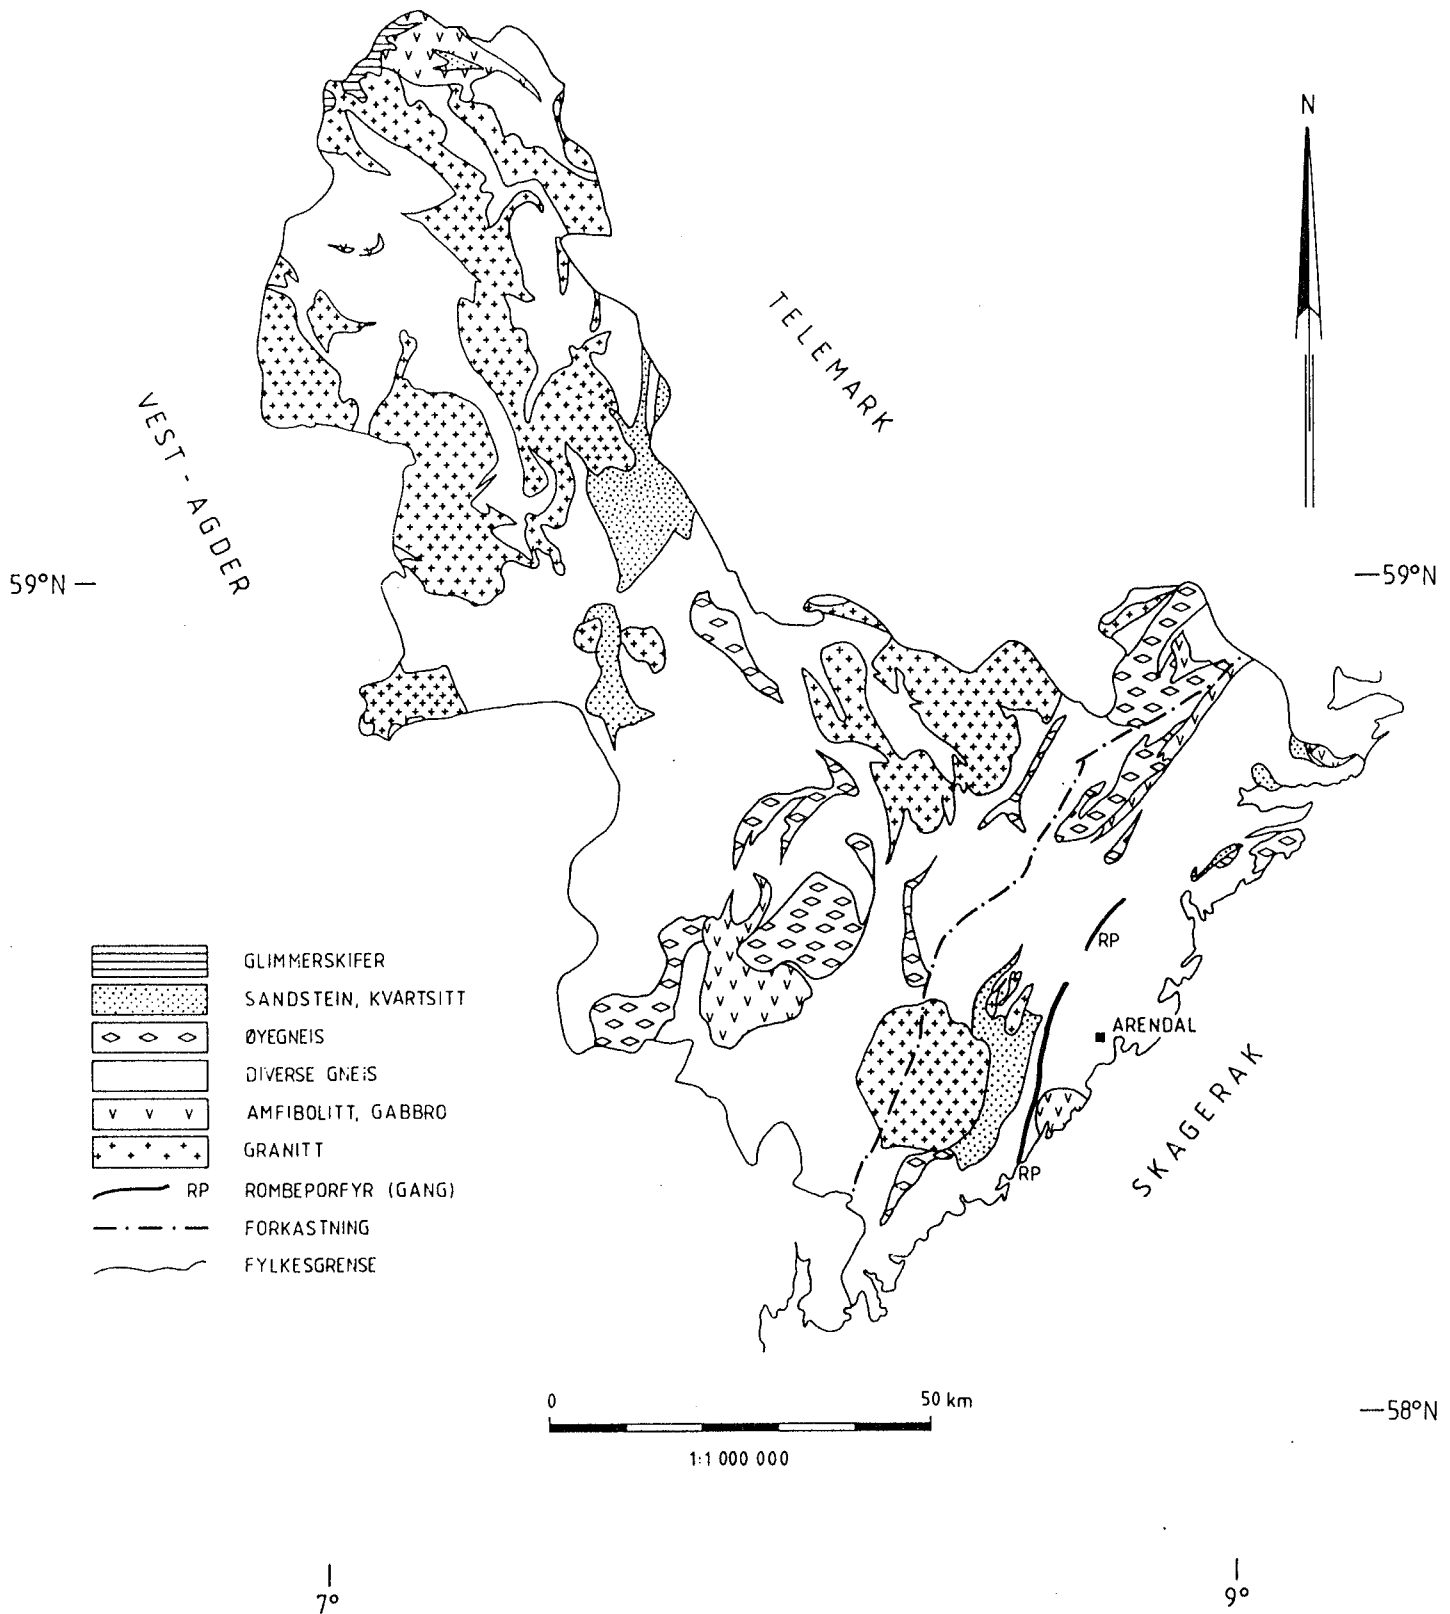 N
TELEMARK
VEST-AGDER
59°N
59°N
GLIMMERSKIFER
SANDSTEIN, KVARTSITT
ØYEGNEIS
DIVERSE GNEIS
AMFIBOLITT, GABBRO
GRANITT
RP ROMBEPORFYR (GANG)
FORKASTNING
FYLKESGRENSE
RP
ARENDAL
SKAGERAK
RP
0 50 km
1:1 000 000
58°N
7° 9°